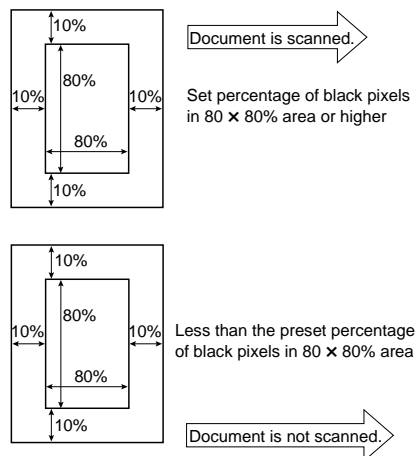 10%
Document is scanned.
80%
10%
10%
Set percentage of black pixels
in 80 × 80% area or higher
80%
10%
10%
80%
10%
10%
Less than the preset percentage
of black pixels in 80 × 80% area
80%
10%
Document is not scanned.